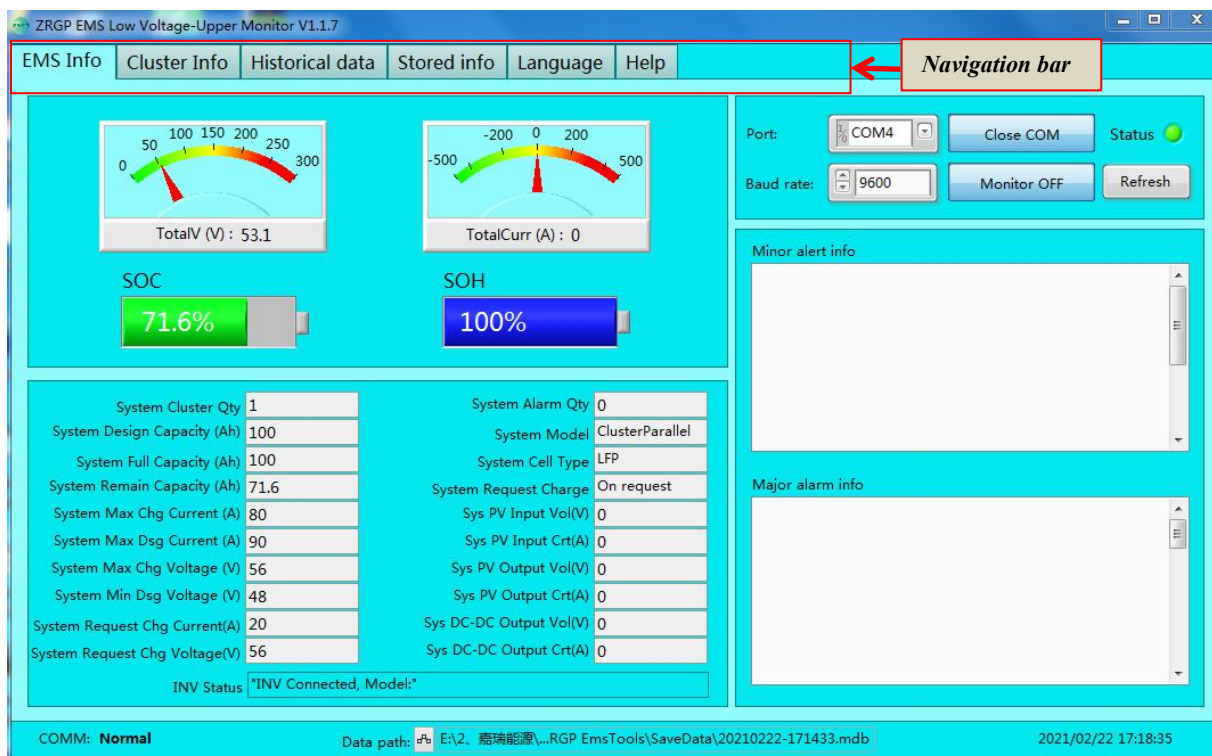 ZRGP EMS Low Voltage-Upper Monitor V1.1.7
EMS Info Cluster Info Historical data Stored info Language Help
Navigation bar
0 50 100 150 200 250 300
TotalV (V) : 53.1
-500 -200 0 200 500
TotalCurr (A) : 0
SOC
71.6%
SOH
100%
Port: COM4 Close COM Status
Baud rate: 9600 Monitor OFF Refresh
Minor alert info
Major alarm info
System Cluster Qty 1
System Design Capacity (Ah) 100
System Full Capacity (Ah) 100
System Remain Capacity (Ah) 71.6
System Max Chg Current (A) 80
System Max Dsg Current (A) 90
System Max Chg Voltage (V) 56
System Min Dsg Voltage (V) 48
System Request Chg Current(A) 20
System Request Chg Voltage(V) 56
System Alarm Qty 0
System Model ClusterParallel
System Cell Type LFP
System Request Charge On request
Sys PV Input Vol(V) 0
Sys PV Input Crt(A) 0
Sys PV Output Vol(V) 0
Sys PV Output Crt(A) 0
Sys DC-DC Output Vol(V) 0
Sys DC-DC Output Crt(A) 0
INV Status "INV Connected, Model:"
COMM: Normal
Data path: E:\2、嘉瑞能源\...RGP EmsTools\SaveData\20210222-171433.mdb
2021/02/22 17:18:35